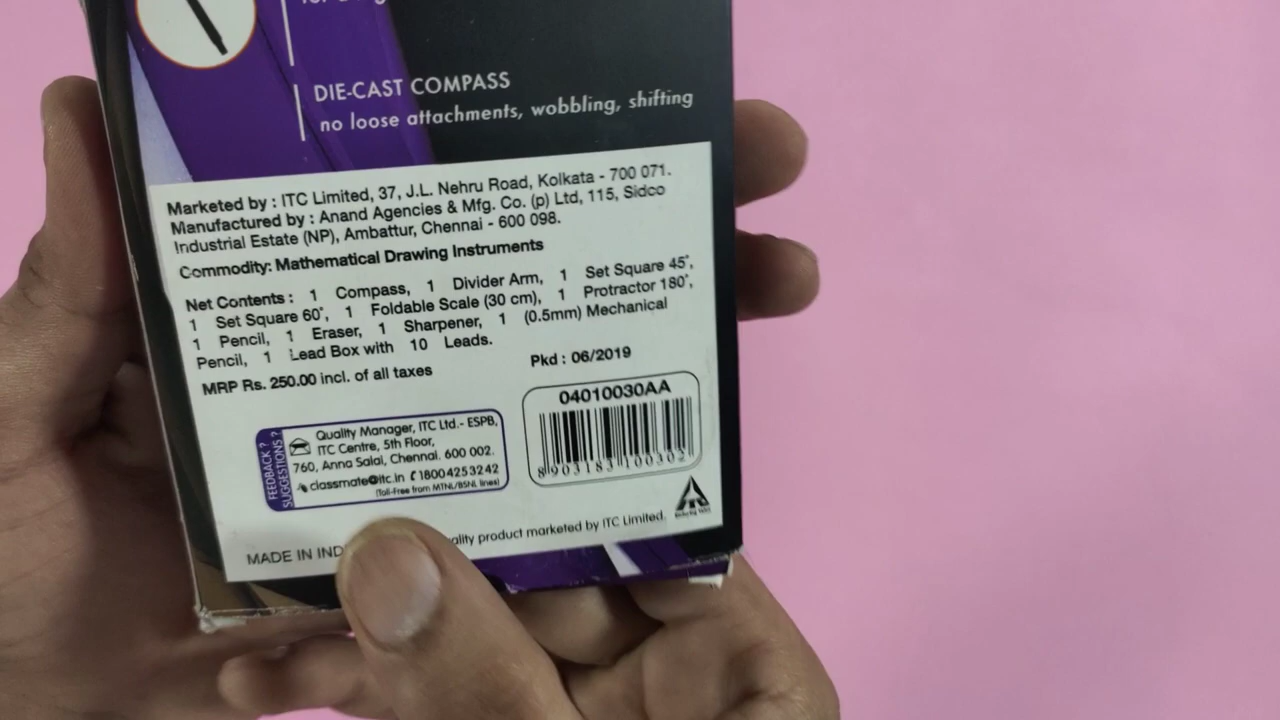 DIE-CAST COMPASS
no loose attachments, wobbling, shifting
Marketed by : ITC Limited, 37, J.L. Nehru Road, Kolkata - 700 071.
Manufactured by : Anand Agencies & Mfg. Co. (p) Ltd, 115, Sidco
Industrial Estate (NP), Ambattur, Chennai - 600 098.
Commodity: Mathematical Drawing Instruments
Net Contents : 1 Compass, 1 Divider Arm, 1 Set Square 45°,
1 Set Square 60°, 1 Foldable Scale (30 cm), 1 Protractor 180°,
1 Pencil, 1 Eraser, 1 Sharpener, 1 (0.5mm) Mechanical
Pencil, 1 Lead Box with 10 Leads.
MRP Rs. 250.00 incl. of all taxes
Pkd : 06/2019
04010030AA
8903183100302
FEEDBACK ?
SUGGESTIONS ?
Quality Manager, ITC Ltd.- ESPB,
ITC Centre, 5th Floor,
760, Anna Salai, Chennai. 600 002.
classmate@itc.in 18004253242
(Toll-Free from MTNL/BSNL lines)
MADE IN product marketed by ITC Limited.